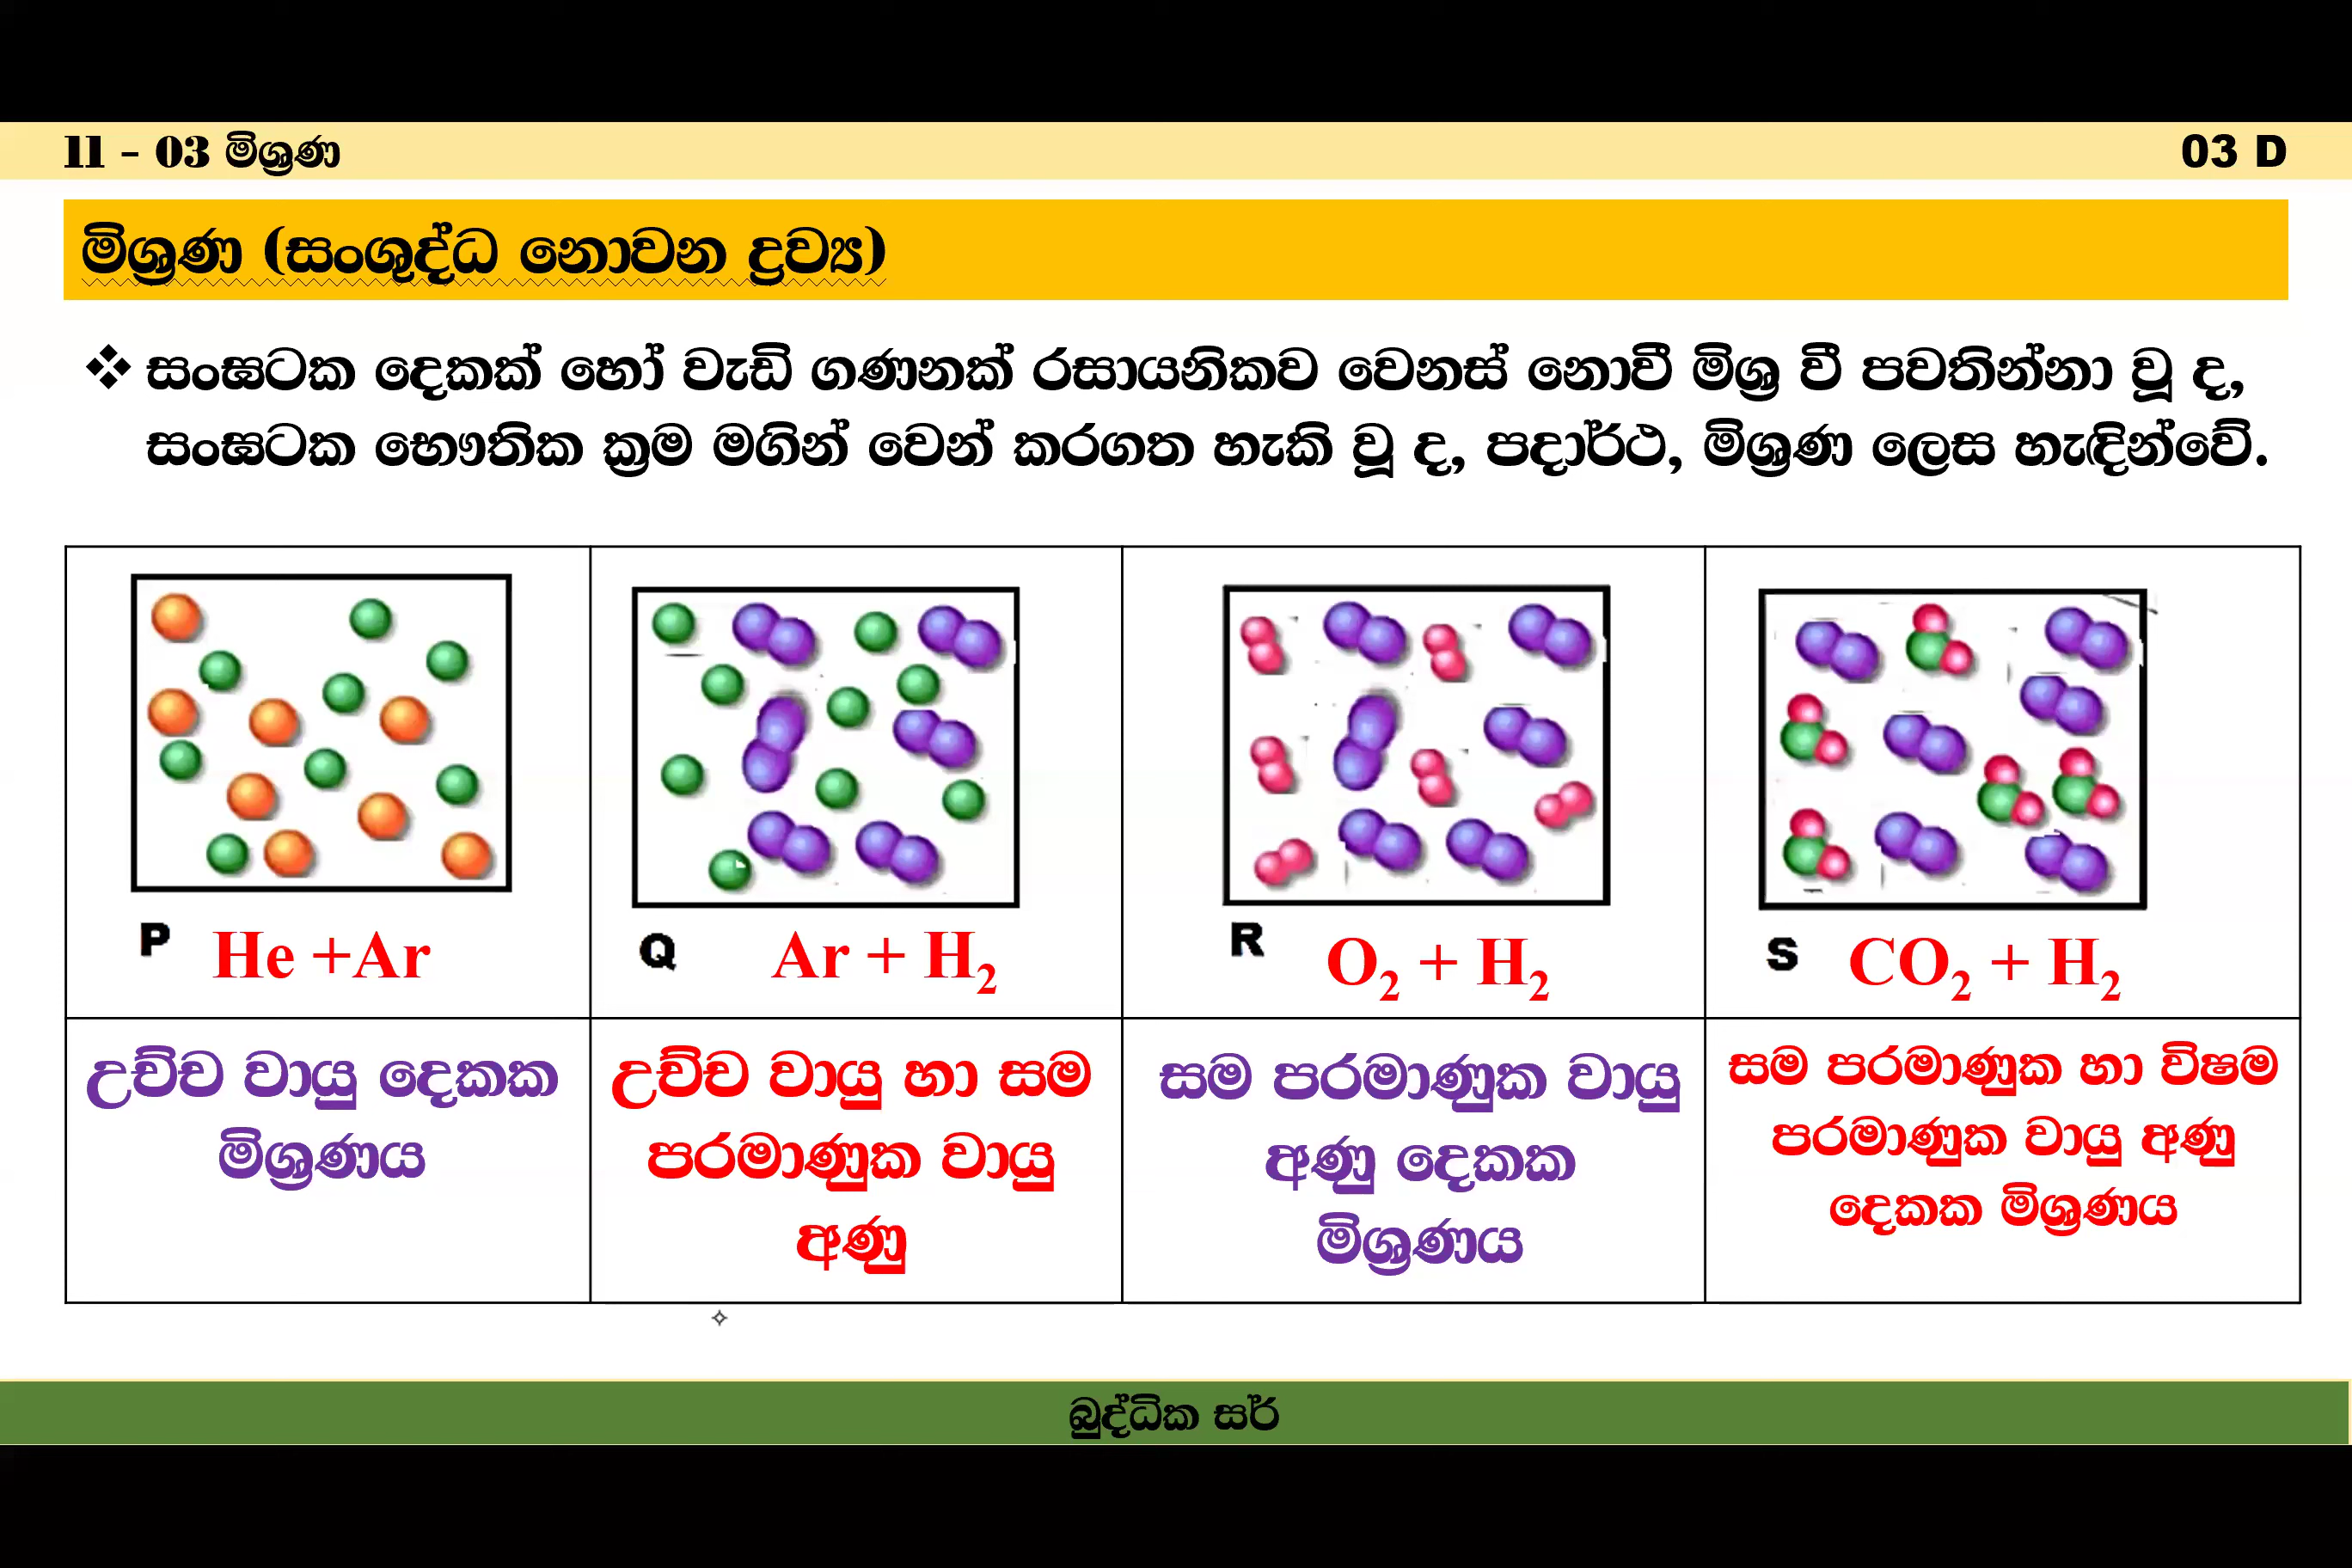 11 - 03 මිශ්‍රණ
03 D
මිශ්‍රණ (සංශුද්ධ නොවන ද්‍රව්‍ය)
❖ සංඝටක දෙකක් හෝ වැඩි ගණනක් රසායනිකව වෙනස් නොවී මිශ්‍ර වී පවතින්නා වූ ද,
සංඝටක භෞතික ක්‍රම මගින් වෙන් කරගත හැකි වූ ද, පදාර්ථ, මිශ්‍රණ ලෙස හැඳින්වේ.
P He +Ar
Q Ar + H₂
R O₂ + H₂
S CO₂ + H₂
උච්ච වායු දෙකක
මිශ්‍රණය
උච්ච වායු හා සම
පරමාණුක වායු
අණු
සම පරමාණුක වායු
අණු දෙකක
මිශ්‍රණය
සම පරමාණුක හා විෂම
පරමාණුක වායු අණු
දෙකක මිශ්‍රණය
බුද්ධික සර්